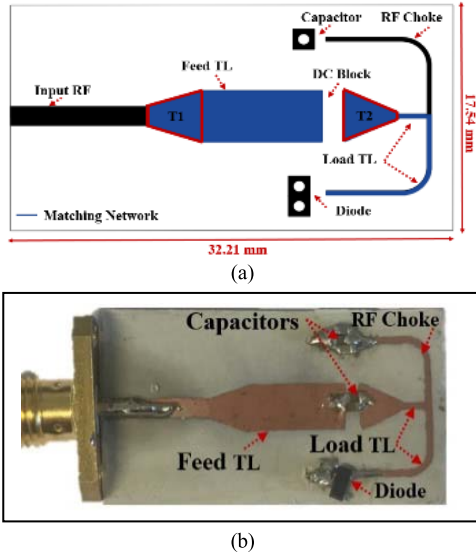 Capacitor
RF Choke
Feed TL
DC Block
Input RF
T1
T2
Load TL
Diode
Matching Network
17.54 mm
32.21 mm
(a)
Capacitors
RF Choke
Feed TL
Load TL
Diode
(b)